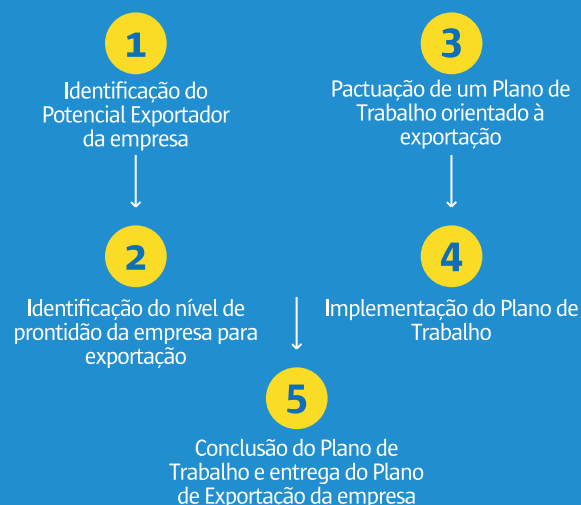 1
Identificação do
Potencial Exportador
da empresa
2
Identificação do nível de
prontidão da empresa para
exportação
3
Pactuação de um Plano de
Trabalho orientado à
exportação
4
Implementação do Plano de
Trabalho
5
Conclusão do Plano de
Trabalho e entrega do Plano
de Exportação da empresa